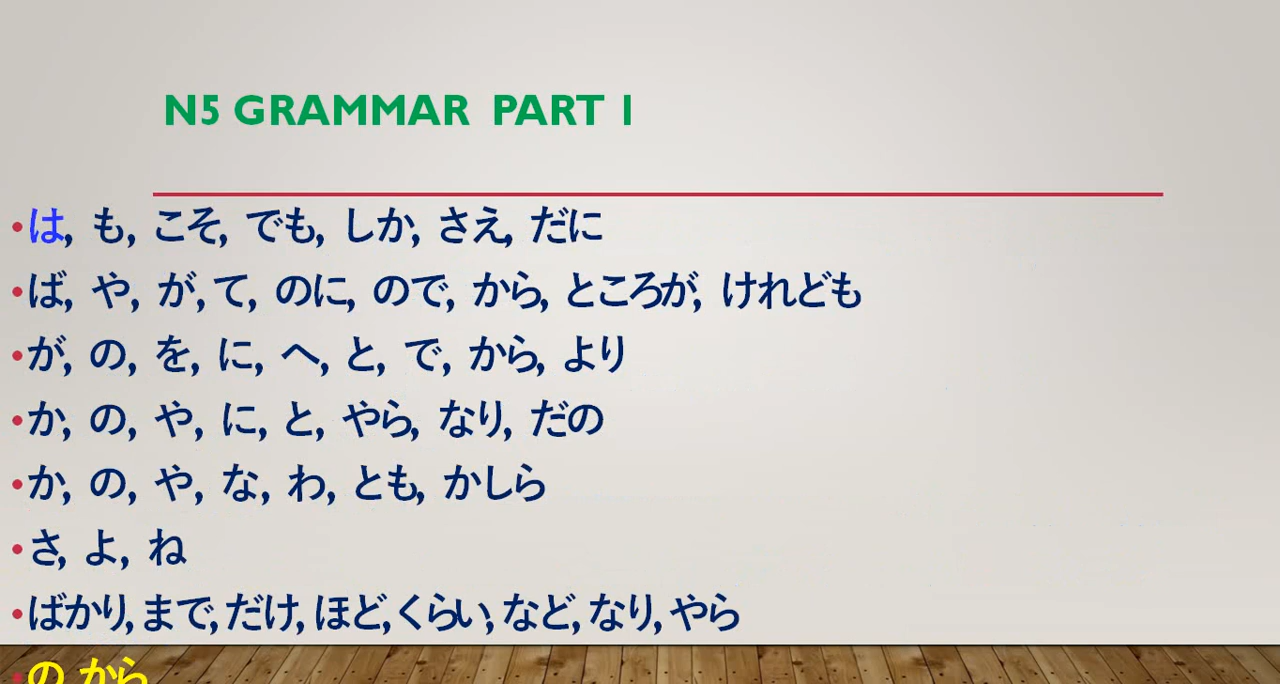 N5 GRAMMAR PART 1
•は, も, こそ, でも, しか, さえ, だに
•ば, や, が, て, のに, ので, から, ところが, けれども
•が, の, を, に, へ, と, で, から, より
•か, の, や, に, と, やら, なり, だの
•か, の, や, な, わ, とも, かしら
•さ, よ, ね
•ばかり, まで, だけ, ほど, くらい, など, なり, やら
•の から